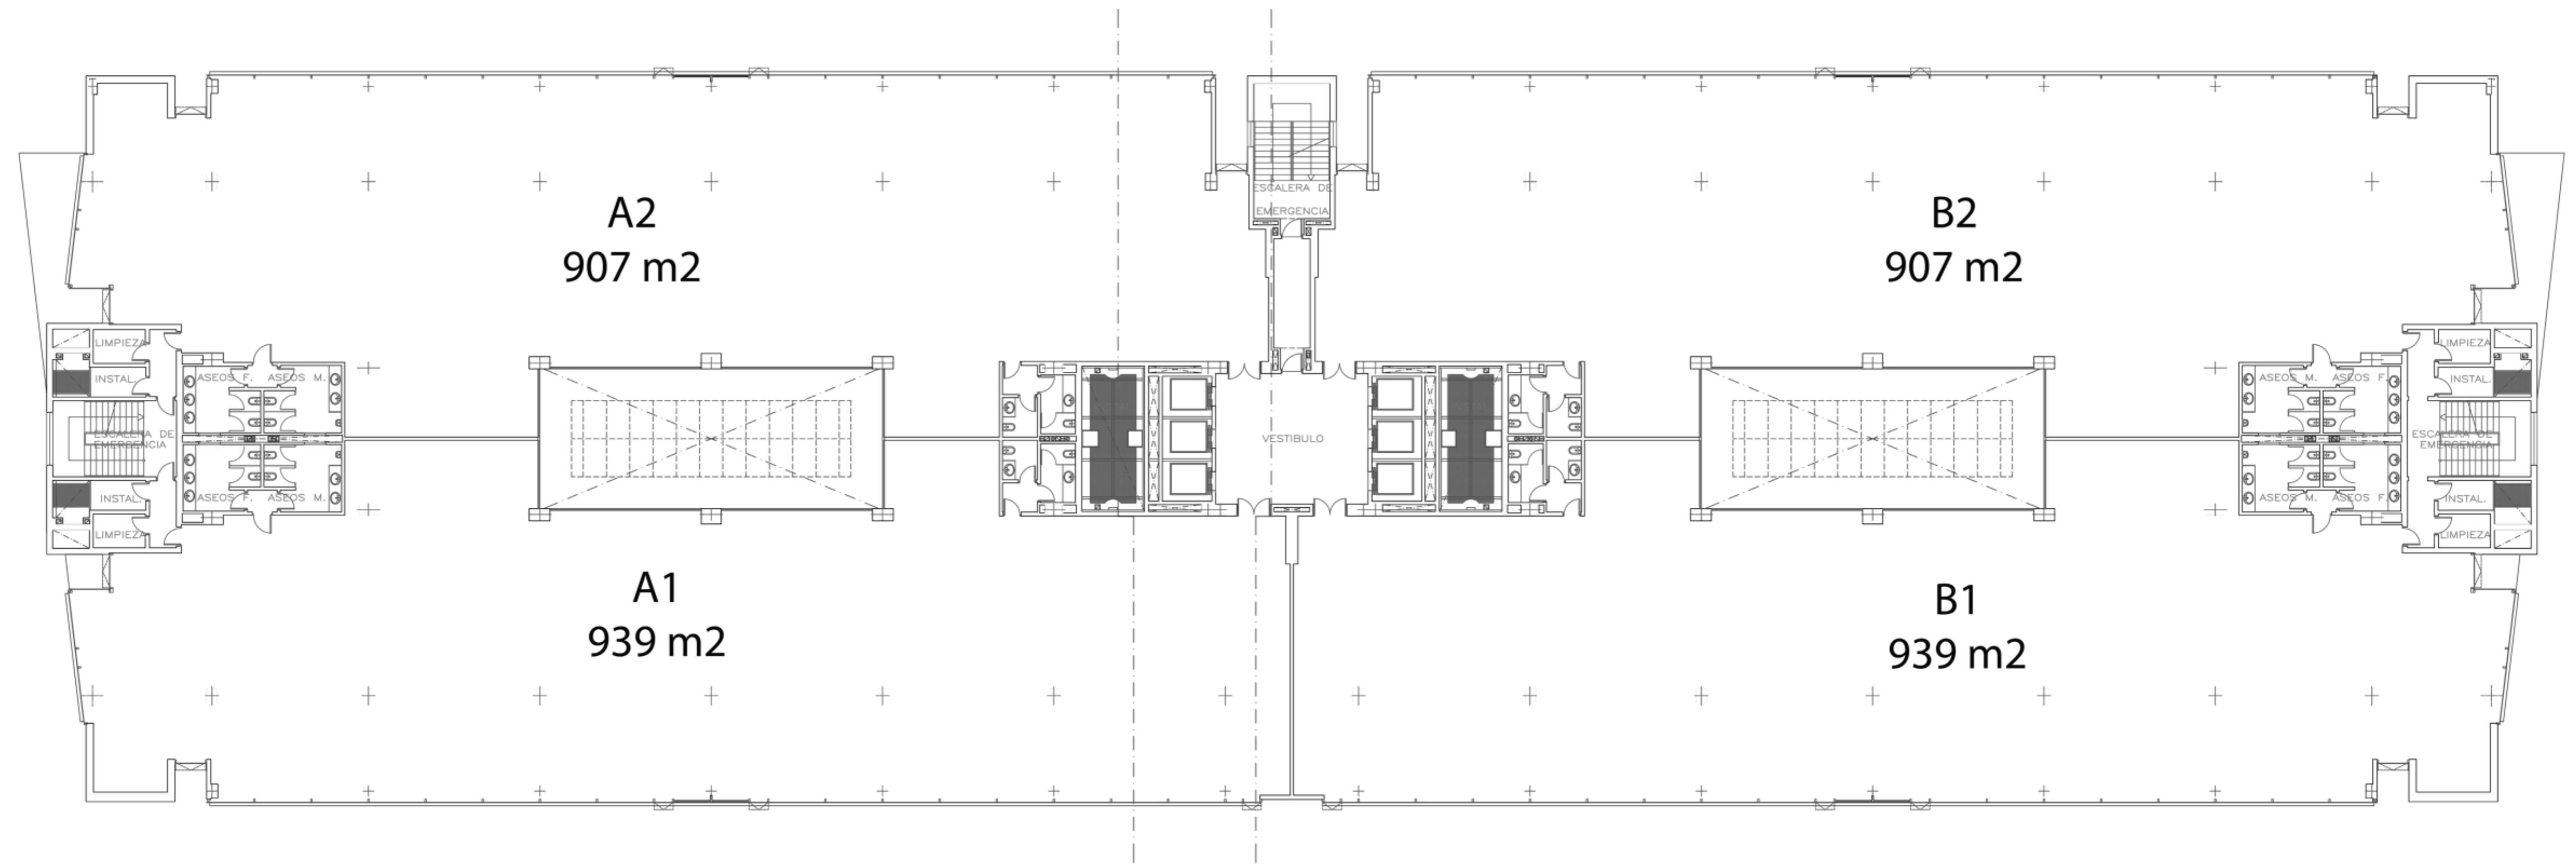 A2
907 m2
B2
907 m2
ESCALERA DE
EMERGENCIA
LIMPIEZA
INSTAL.
ASEOS F.
ASEOS M.
ESCALERA DE
EMERGENCIA
INSTAL.
ASEOS F.
ASEOS M.
LIMPIEZA
VESTIBULO
LIMPIEZA
INSTAL.
ASEOS M.
ASEOS F.
ESCALERA DE
EMERGENCIA
INSTAL.
ASEOS M.
ASEOS F.
LIMPIEZA
A1
939 m2
B1
939 m2